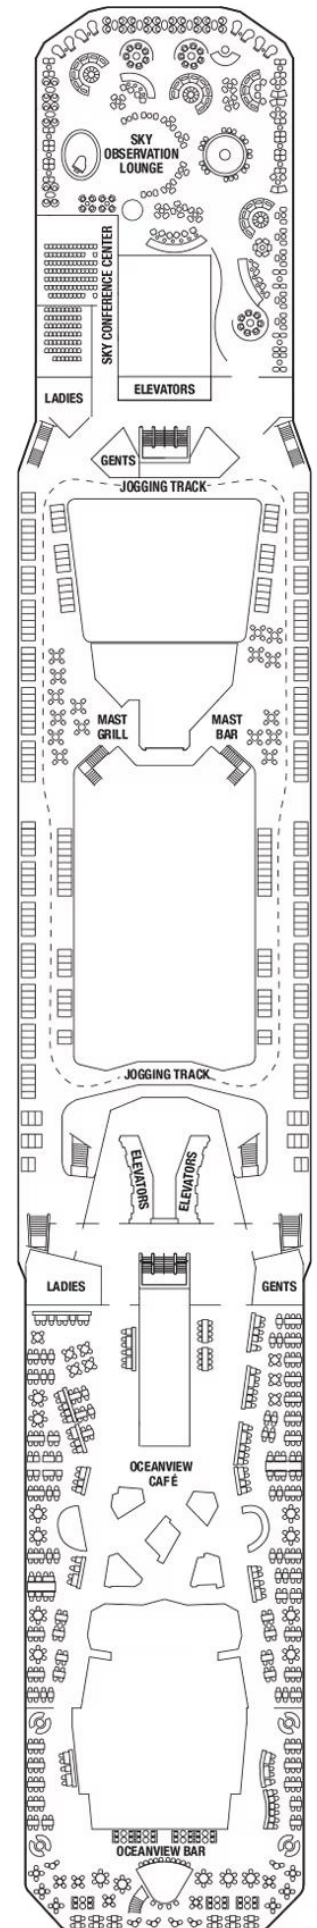 SKY
OBSERVATION
LOUNGE
SKY CONFERENCE CENTER
ELEVATORS
LADIES
GENTS
JOGGING TRACK
MAST
GRILL
MAST
BAR
JOGGING TRACK
ELEVATORS
ELEVATORS
LADIES
GENTS
OCEANVIEW
CAFÉ
OCEANVIEW BAR